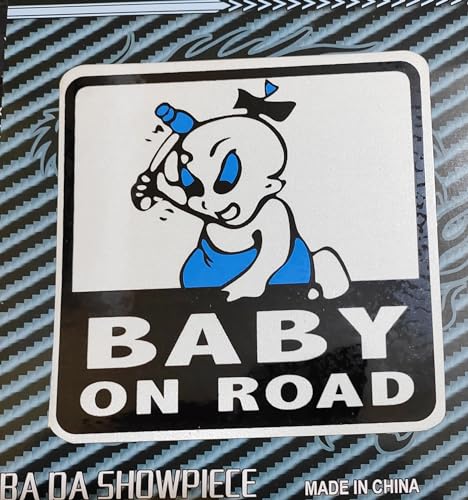 BABY
ON ROAD
BA DA SHOWPIECE
MADE IN CHINA